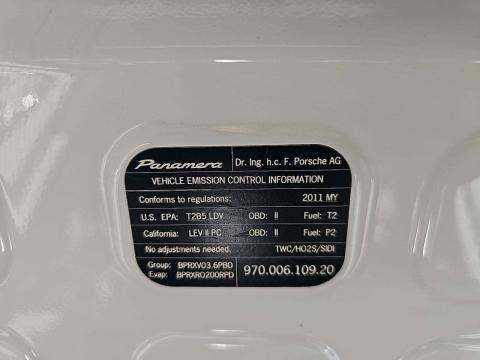 Panamera Dr. Ing. h.c. F. Porsche AG
VEHICLE EMISSION CONTROL INFORMATION
Conforms to regulations: 2011 MY
U.S. EPA: T2B5 LDV OBD: II Fuel: T2
California: LEV II PC OBD: II Fuel: P2
No adjustments needed. TWC/HO2S/SIDI
Group: BPRXV03.6PBD
Evap: BPRXR0200RPD
970.006.109.20